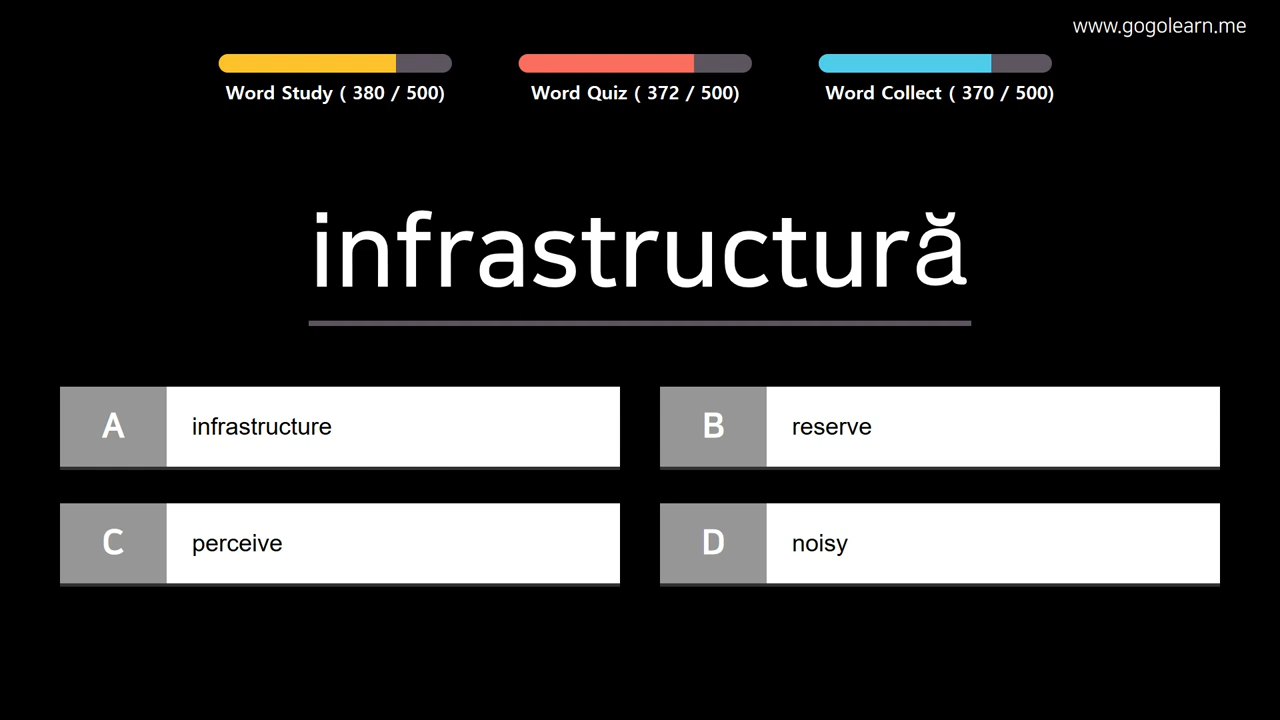 www.gogolearn.me
Word Study ( 380 / 500)
Word Quiz ( 372 / 500)
Word Collect ( 370 / 500)
infrastructură
A infrastructure
B reserve
C perceive
D noisy